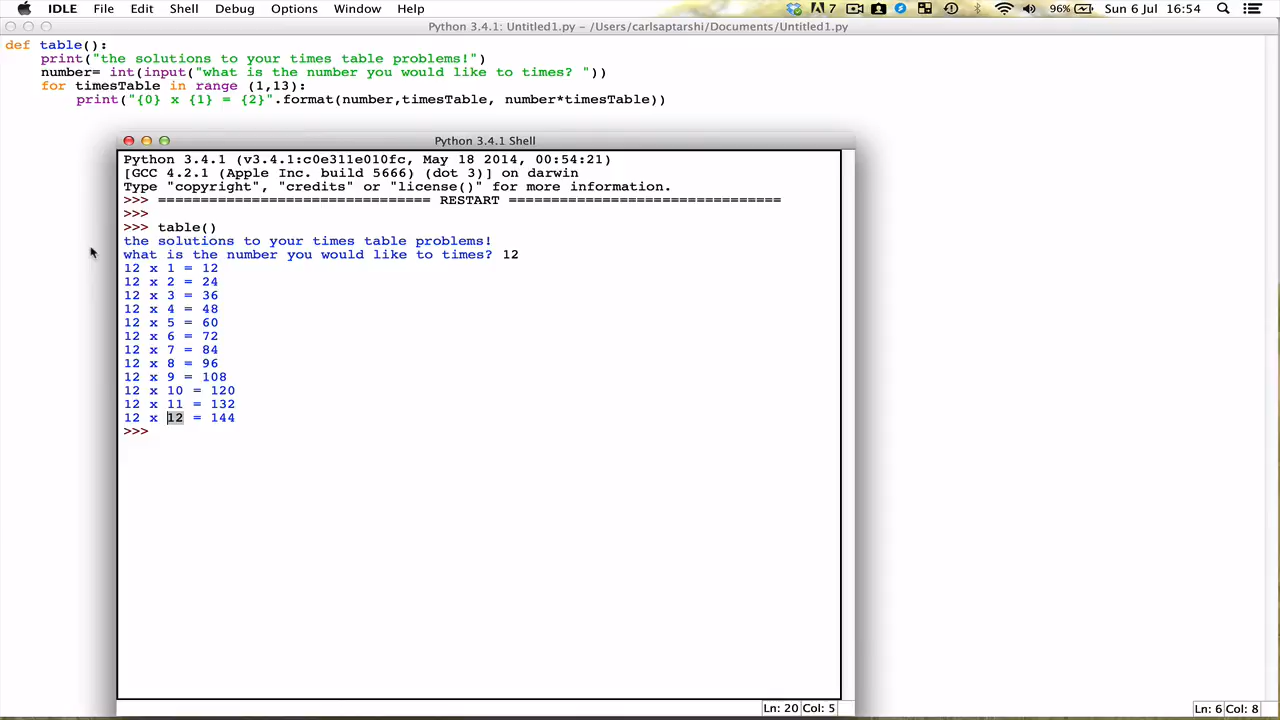 IDLE File Edit Shell Debug Options Window Help 7 96% Sun 6 Jul 16:54
Python 3.4.1: Untitled1.py - /Users/carlsaptarshi/Documents/Untitled1.py
def table():
print("the solutions to your times table problems!")
number= int(input("what is the number you would like to times? "))
for timesTable in range (1,13):
print("{0} x {1} = {2}".format(number,timesTable, number*timesTable))
Python 3.4.1 Shell
Python 3.4.1 (v3.4.1:c0e311e010fc, May 18 2014, 00:54:21)
[GCC 4.2.1 (Apple Inc. build 5666) (dot 3)] on darwin
Type "copyright", "credits" or "license()" for more information.
>>> ================================ RESTART ================================
>>>
>>> table()
the solutions to your times table problems!
what is the number you would like to times? 12
12 x 1 = 12
12 x 2 = 24
12 x 3 = 36
12 x 4 = 48
12 x 5 = 60
12 x 6 = 72
12 x 7 = 84
12 x 8 = 96
12 x 9 = 108
12 x 10 = 120
12 x 11 = 132
12 x 12 = 144
>>>
Ln: 20 Col: 5
Ln: 6 Col: 8